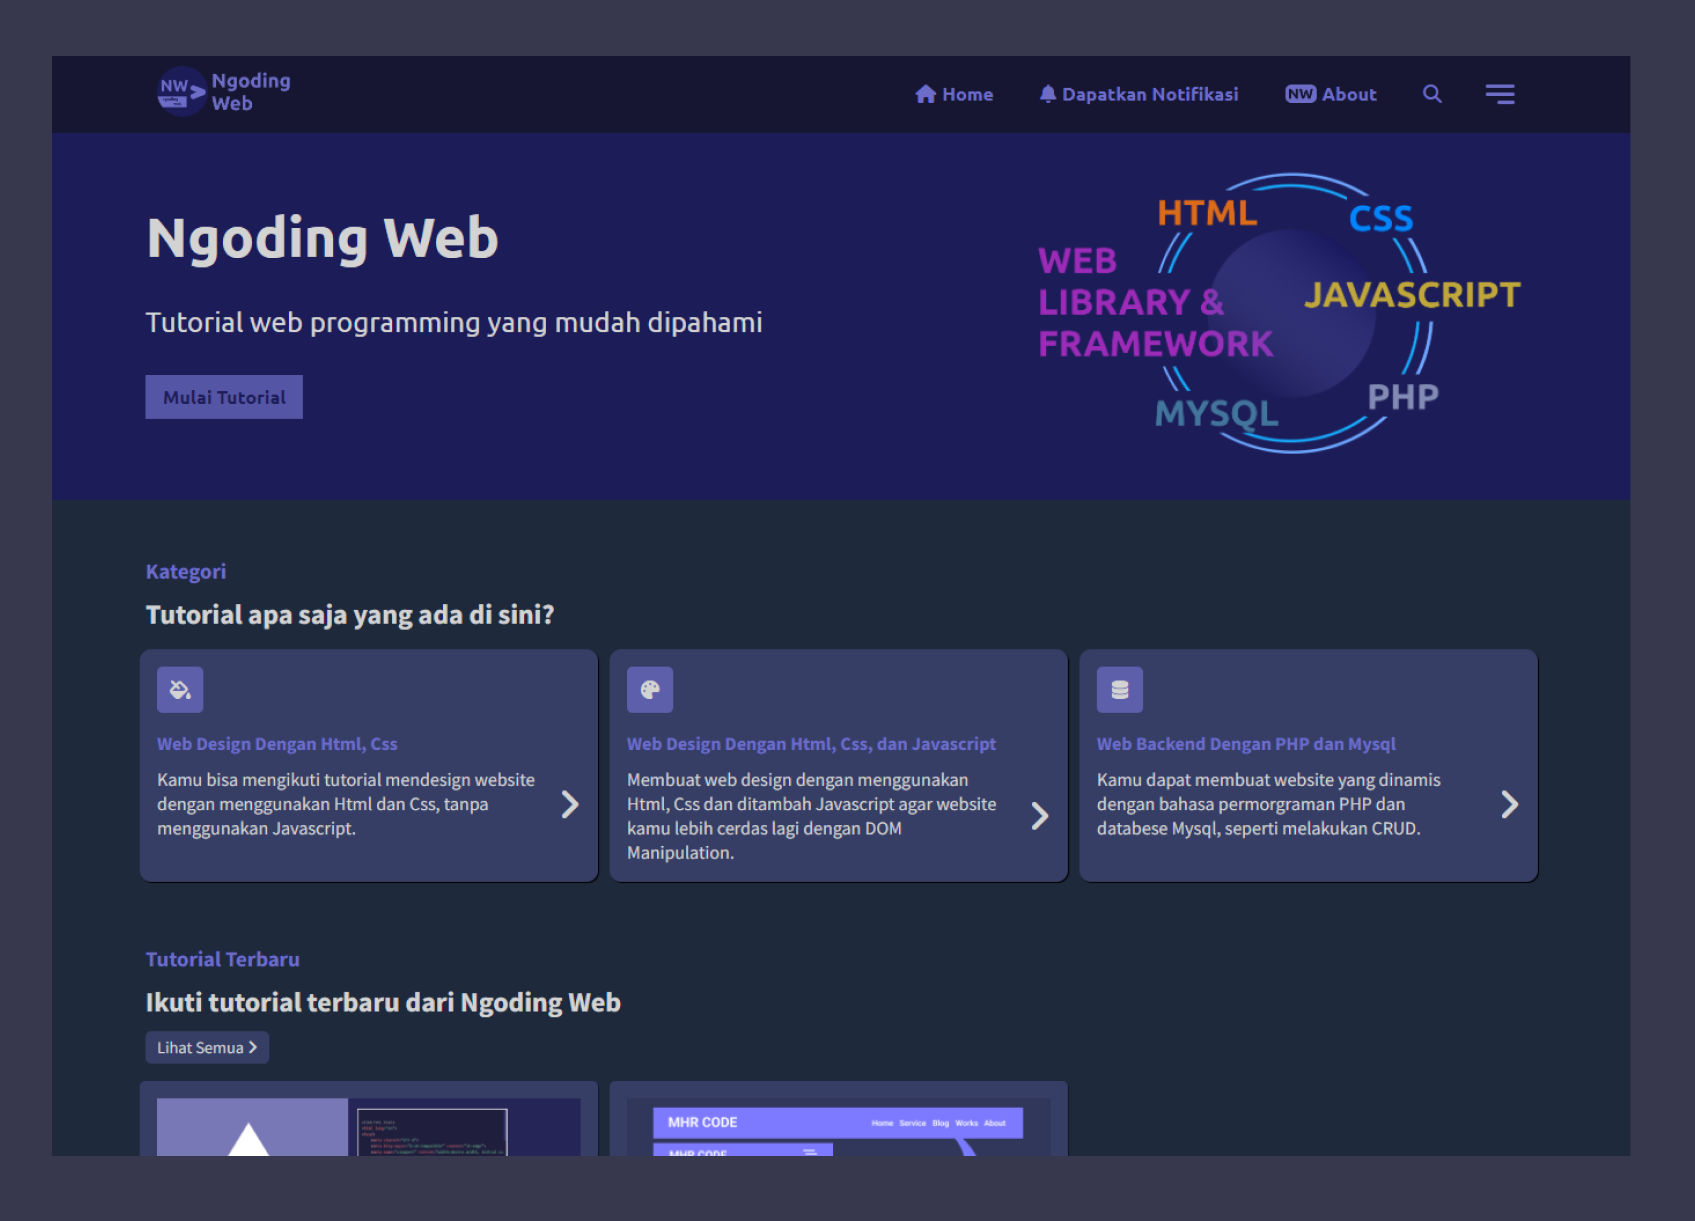 NW
Ngoding
Web
Home
Dapatkan Notifikasi
NW About
Ngoding Web
Tutorial web programming yang mudah dipahami
Mulai Tutorial
HTML
CSS
WEB
LIBRARY &
FRAMEWORK
JAVASCRIPT
PHP
MYSQL
Kategori
Tutorial apa saja yang ada di sini?
Web Design Dengan Html, Css
Kamu bisa mengikuti tutorial mendesign website
dengan menggunakan Html dan Css, tanpa
menggunakan Javascript.
Web Design Dengan Html, Css, dan Javascript
Membuat web design dengan menggunakan
Html, Css dan ditambah Javascript agar website
kamu lebih cerdas lagi dengan DOM
Manipulation.
Web Backend Dengan PHP dan Mysql
Kamu dapat membuat website yang dinamis
dengan bahasa permorgraman PHP dan
databese Mysql, seperti melakukan CRUD.
Tutorial Terbaru
Ikuti tutorial terbaru dari Ngoding Web
Lihat Semua
MHR CODE
Home Service Blog Works About
MHR CODE